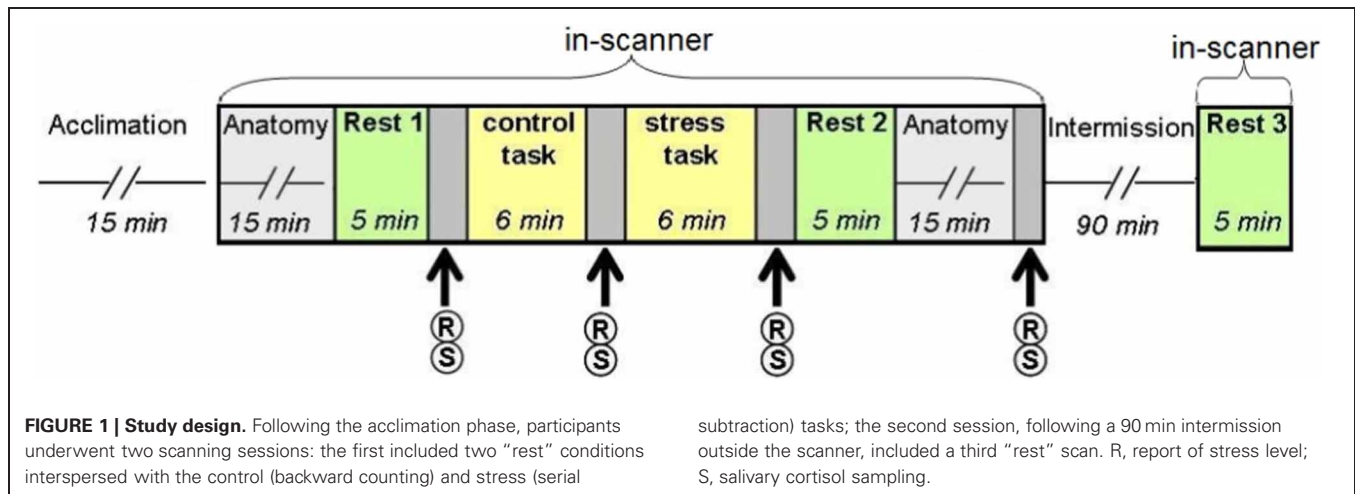 in-scanner
in-scanner
Acclimation
15 min
Anatomy
15 min
Rest 1
5 min
control
task
6 min
stress
task
6 min
Rest 2
5 min
Anatomy
15 min
Intermission
90 min
Rest 3
5 min
R
S
R
S
R
S
R
S
FIGURE 1 | Study design. Following the acclimation phase, participants
underwent two scanning sessions: the first included two “rest” conditions
interspersed with the control (backward counting) and stress (serial
subtraction) tasks; the second session, following a 90 min intermission
outside the scanner, included a third “rest” scan. R, report of stress level;
S, salivary cortisol sampling.